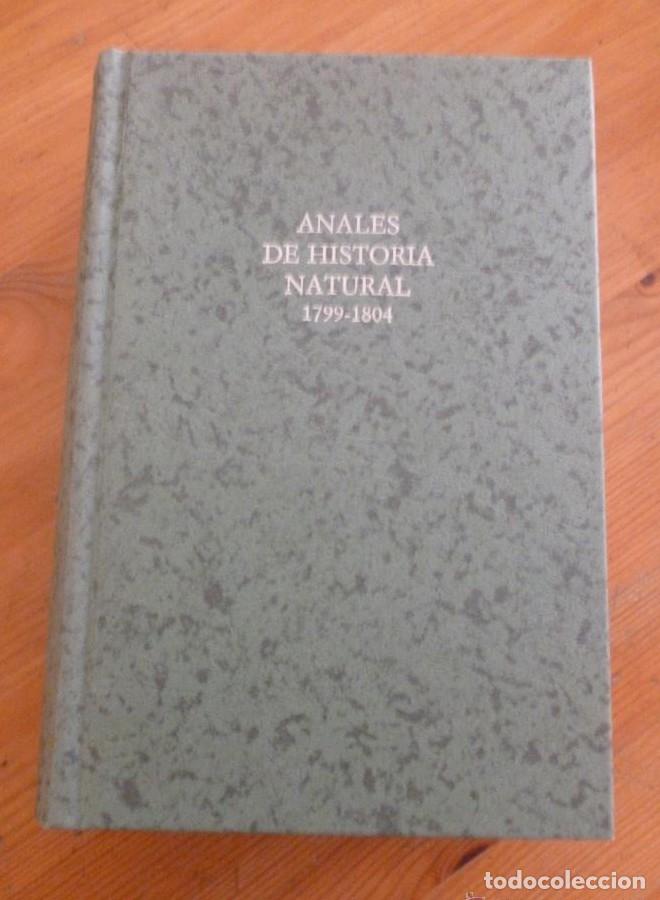 ANALES
DE HISTORIA
NATURAL
1799-1804
todocoleccion